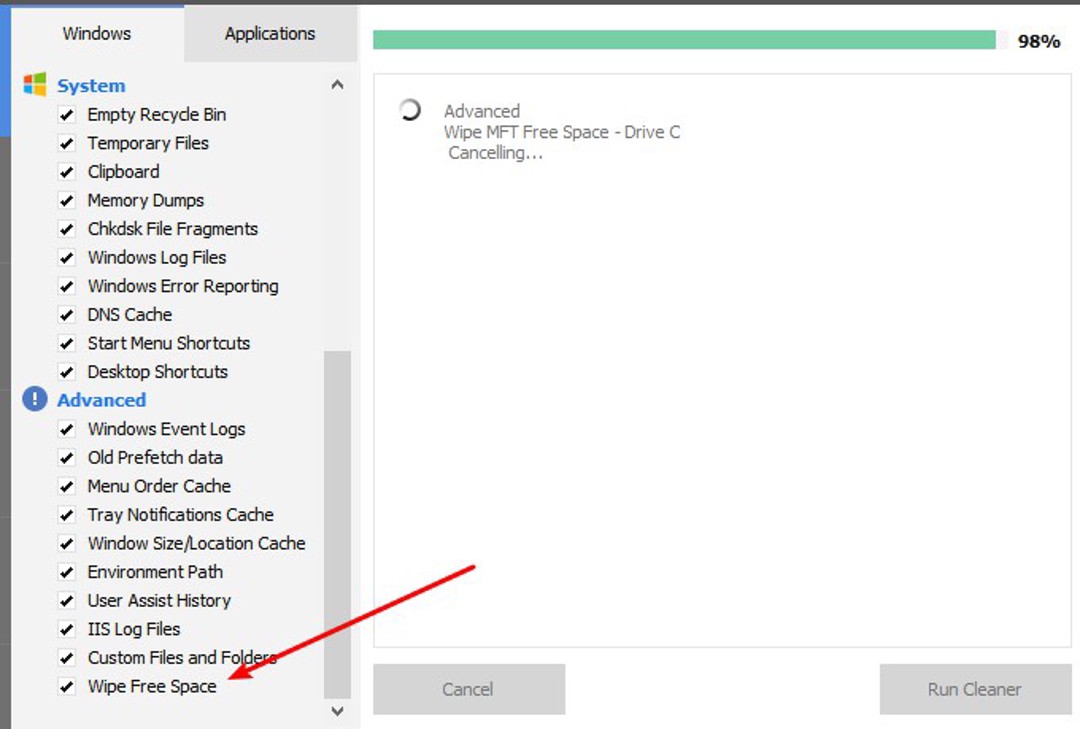 Windows
Applications
System
Empty Recycle Bin
Temporary Files
Clipboard
Memory Dumps
Chkdsk File Fragments
Windows Log Files
Windows Error Reporting
DNS Cache
Start Menu Shortcuts
Desktop Shortcuts
Advanced
Windows Event Logs
Old Prefetch data
Menu Order Cache
Tray Notifications Cache
Window Size/Location Cache
Environment Path
User Assist History
IIS Log Files
Custom Files and Folders
Wipe Free Space
98%
Advanced
Wipe MFT Free Space - Drive C
Cancelling...
Cancel
Run Cleaner